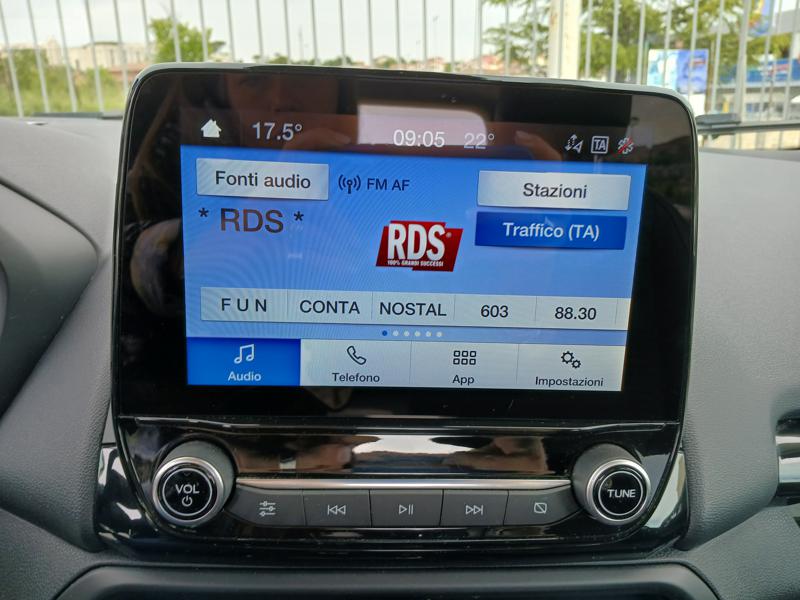 17.5° 09:05 22° TA
Fonti audio FM AF Stazioni
* RDS * RDS® Traffico (TA)
100% GRANDI SUCCESSI
F U N CONTA NOSTAL 603 88.30
Audio Telefono App Impostazioni
VOL TUNE